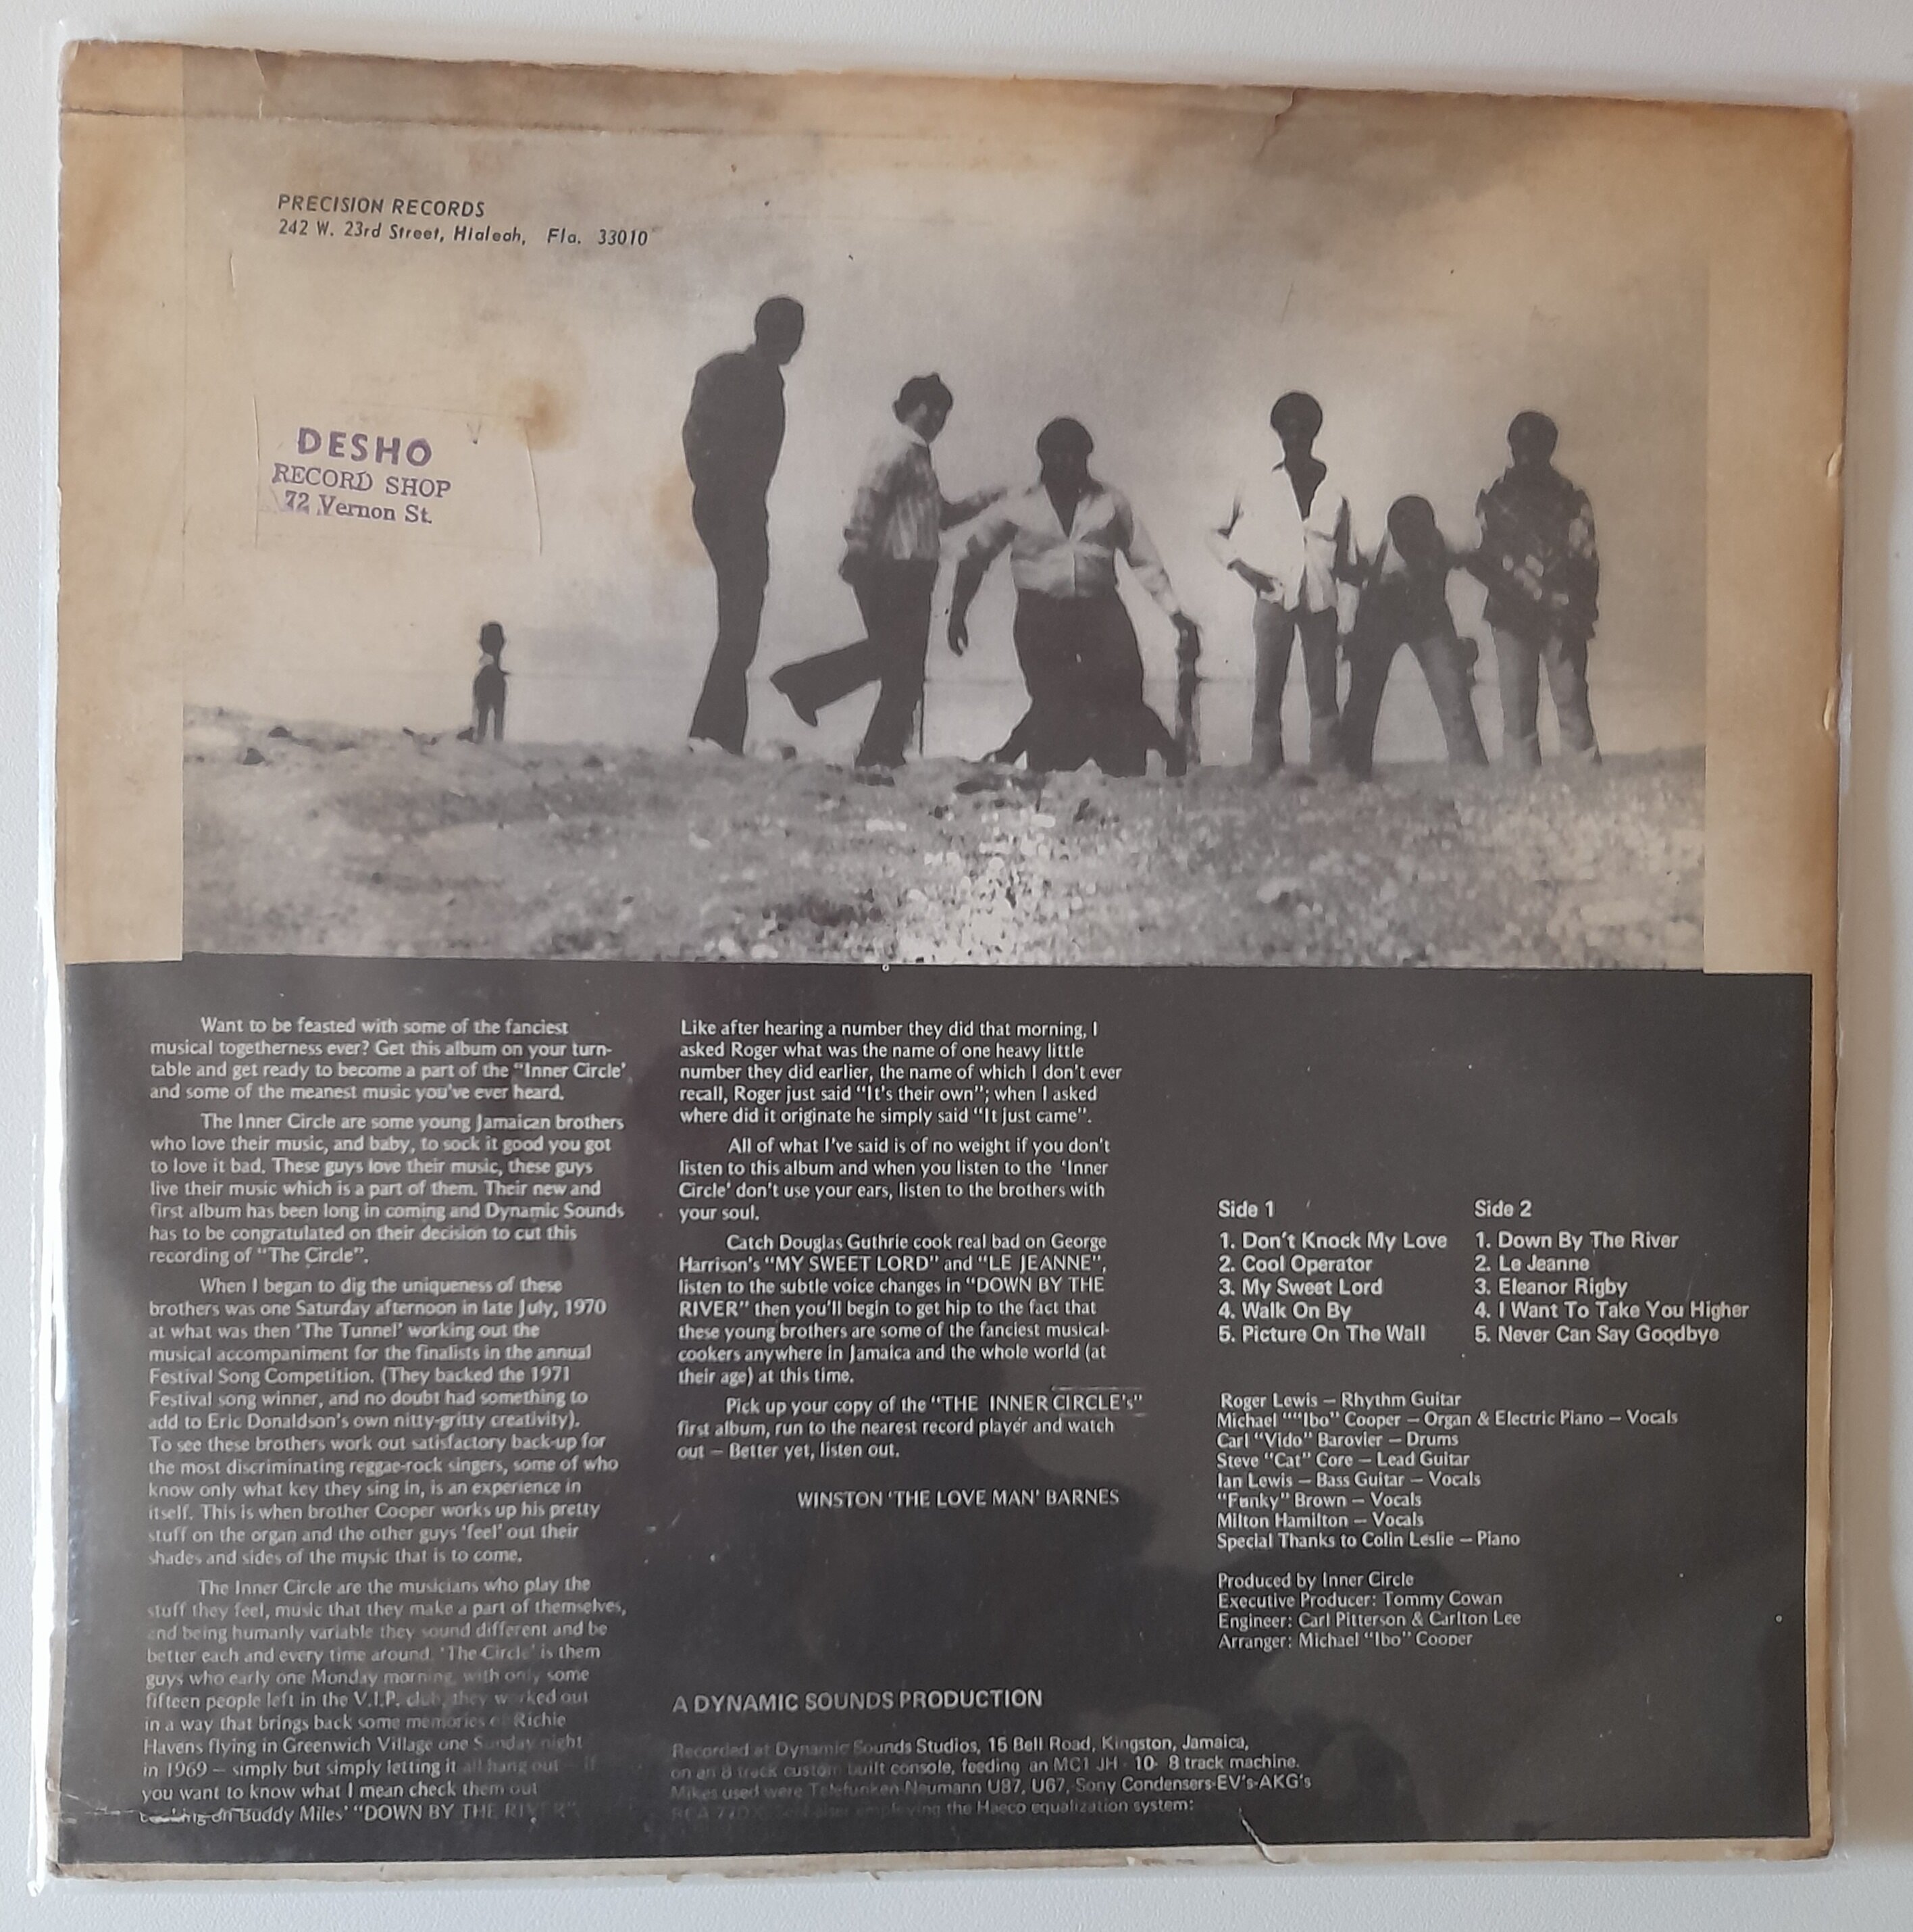 PRECISION RECORDS
242 W. 23rd Street, Hialeah, Fla. 33010
DESHO
RECORD SHOP
72 Vernon St.
Want to be feasted with some of the fanciest
musical togetherness ever? Get this album on your turn-
table and get ready to become a part of the "Inner Circle'
and some of the meanest music you've ever heard.
The Inner Circle are some young Jamaican brothers
who love their music, and baby, to sock it good you got
to love it bad. These guys love their music, these guys
live their music which is a part of them. Their new and
first album has been long in coming and Dynamic Sounds
has to be congratulated on their decision to cut this
recording of "The Circle".
When I began to dig the uniqueness of these
brothers was one Saturday afternoon in late July, 1970
at what was then 'The Tunnel' working out the
musical accompaniment for the finalists in the annual
Festival Song Competition. (They backed the 1971
Festival song winner, and no doubt had something to
add to Eric Donaldson's own nitty-gritty creativity).
To see these brothers work out satisfactory back-up for
the most discriminating reggae-rock singers, some of who
know only what key they sing in, is an experience in
itself. This is when brother Cooper works up his pretty
stuff on the organ and the other guys 'feel' out their
shades and sides of the music that is to come.
The Inner Circle are the musicians who play the
stuff they feel, music that they make a part of themselves,
and being humanly variable they sound different and be
better each and every time around. 'The Circle' is them
guys who early one Monday morning, with only some
fifteen people left in the V.I.P. club, they worked out
in a way that brings back some memories of Richie
Havens flying in Greenwich Village one Sunday night
in 1969 — simply but simply letting it all hang out — if
you want to know what I mean check them out
on Buddy Miles' "DOWN BY THE RIVER".
Like after hearing a number they did that morning, I
asked Roger what was the name of one heavy little
number they did earlier, the name of which I don't ever
recall, Roger just said "It's their own"; when I asked
where did it originate he simply said "It just came".
All of what I've said is of no weight if you don't
listen to this album and when you listen to the 'Inner
Circle' don't use your ears, listen to the brothers with
your soul.
Catch Douglas Guthrie cook real bad on George
Harrison's "MY SWEET LORD" and "LE JEANNE",
listen to the subtle voice changes in "DOWN BY THE
RIVER" then you'll begin to get hip to the fact that
these young brothers are some of the fanciest musical-
cookers anywhere in Jamaica and the whole world (at
their age) at this time.
Pick up your copy of the "THE INNER CIRCLE's"
first album, run to the nearest record player and watch
out — Better yet, listen out.
WINSTON 'THE LOVE MAN' BARNES
A DYNAMIC SOUNDS PRODUCTION
Recorded at Dynamic Sounds Studios, 15 Bell Road, Kingston, Jamaica,
on an 8 track custom built console, feeding an MC1 JH - 10- 8 track machine.
Mikes used were Telefunken-Neumann U87, U67, Sony Condensers-EV's-AKG's
RCA employing the Haeco equalization system:
Side 1
1. Don't Knock My Love
2. Cool Operator
3. My Sweet Lord
4. Walk On By
5. Picture On The Wall
Side 2
1. Down By The River
2. Le Jeanne
3. Eleanor Rigby
4. I Want To Take You Higher
5. Never Can Say Goodbye
Roger Lewis — Rhythm Guitar
Michael ""Ibo" Cooper — Organ & Electric Piano — Vocals
Carl "Vido" Barovier — Drums
Steve "Cat" Core — Lead Guitar
Ian Lewis — Bass Guitar — Vocals
"Funky" Brown — Vocals
Milton Hamilton — Vocals
Special Thanks to Colin Leslie — Piano
Produced by Inner Circle
Executive Producer: Tommy Cowan
Engineer: Carl Pitterson & Carlton Lee
Arranger: Michael "Ibo" Cooper